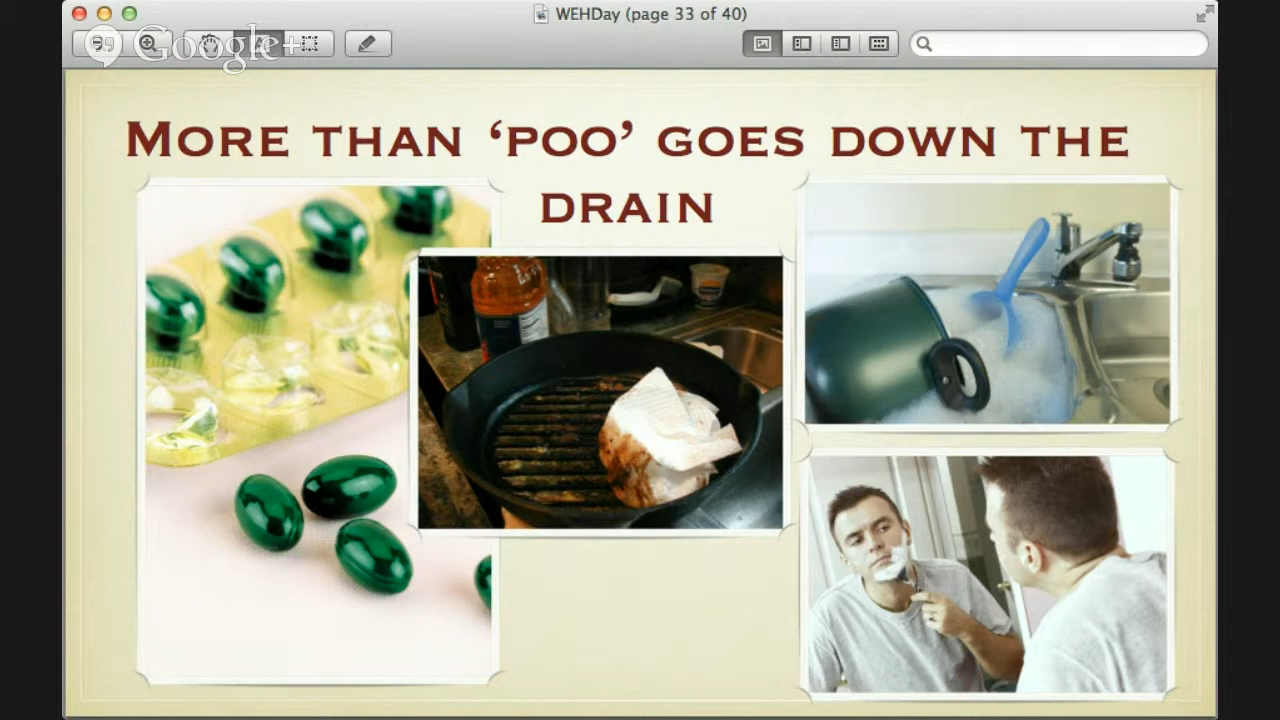 WEHDay (page 33 of 40)
Google+
More than ‘poo’ goes down the
drain